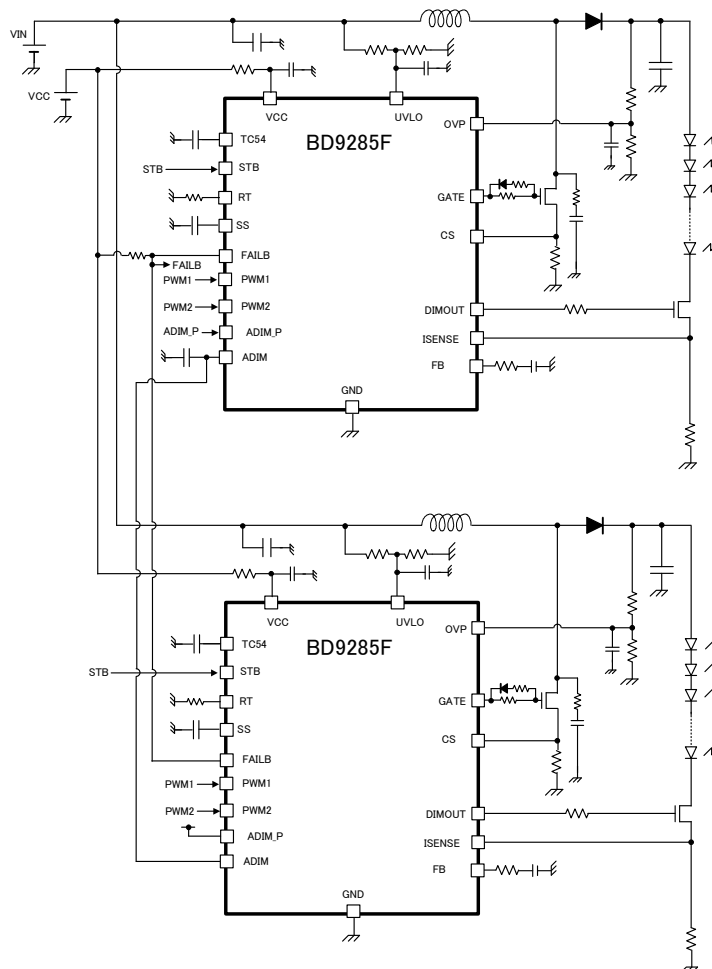 VIN
VCC
VCC
UVLO
BD9285F
OVP
TC54
STB
STB
RT
GATE
SS
CS
FAILB
FAILB
PWM1
PWM1
PWM2
PWM2
DIMOUT
ADIM_P
ADIM_P
ISENSE
ADIM
FB
GND
VCC
UVLO
BD9285F
OVP
TC54
STB
STB
RT
GATE
SS
CS
FAILB
PWM1
PWM1
PWM2
PWM2
DIMOUT
ADIM_P
ISENSE
ADIM
FB
GND